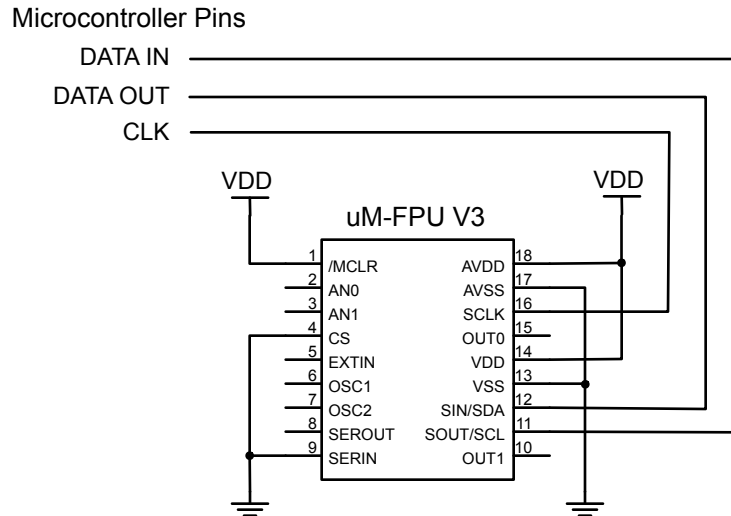 Microcontroller Pins
DATA IN
DATA OUT
CLK
VDD
VDD
uM-FPU V3
1 /MCLR AVDD 18
2 AN0 AVSS 17
3 AN1 SCLK 16
4 CS OUT0 15
5 EXTIN VDD 14
6 OSC1 VSS 13
7 OSC2 SIN/SDA 12
8 SEROUT SOUT/SCL 11
9 SERIN OUT1 10